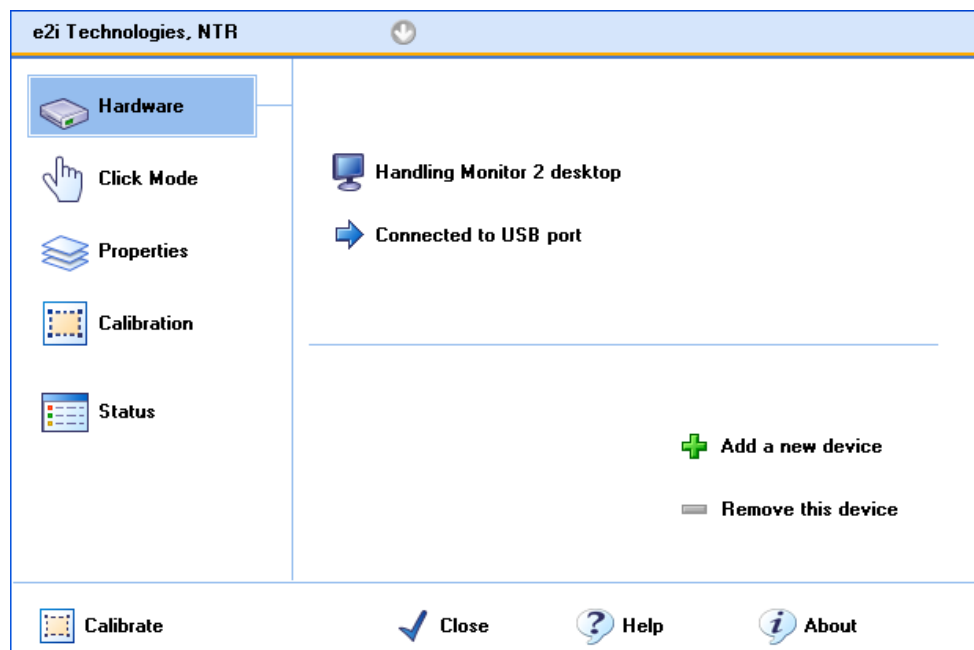 e2i Technologies, NTR
Hardware
Click Mode
Properties
Calibration
Status
Handling Monitor 2 desktop
Connected to USB port
Add a new device
Remove this device
Calibrate
Close
Help
About